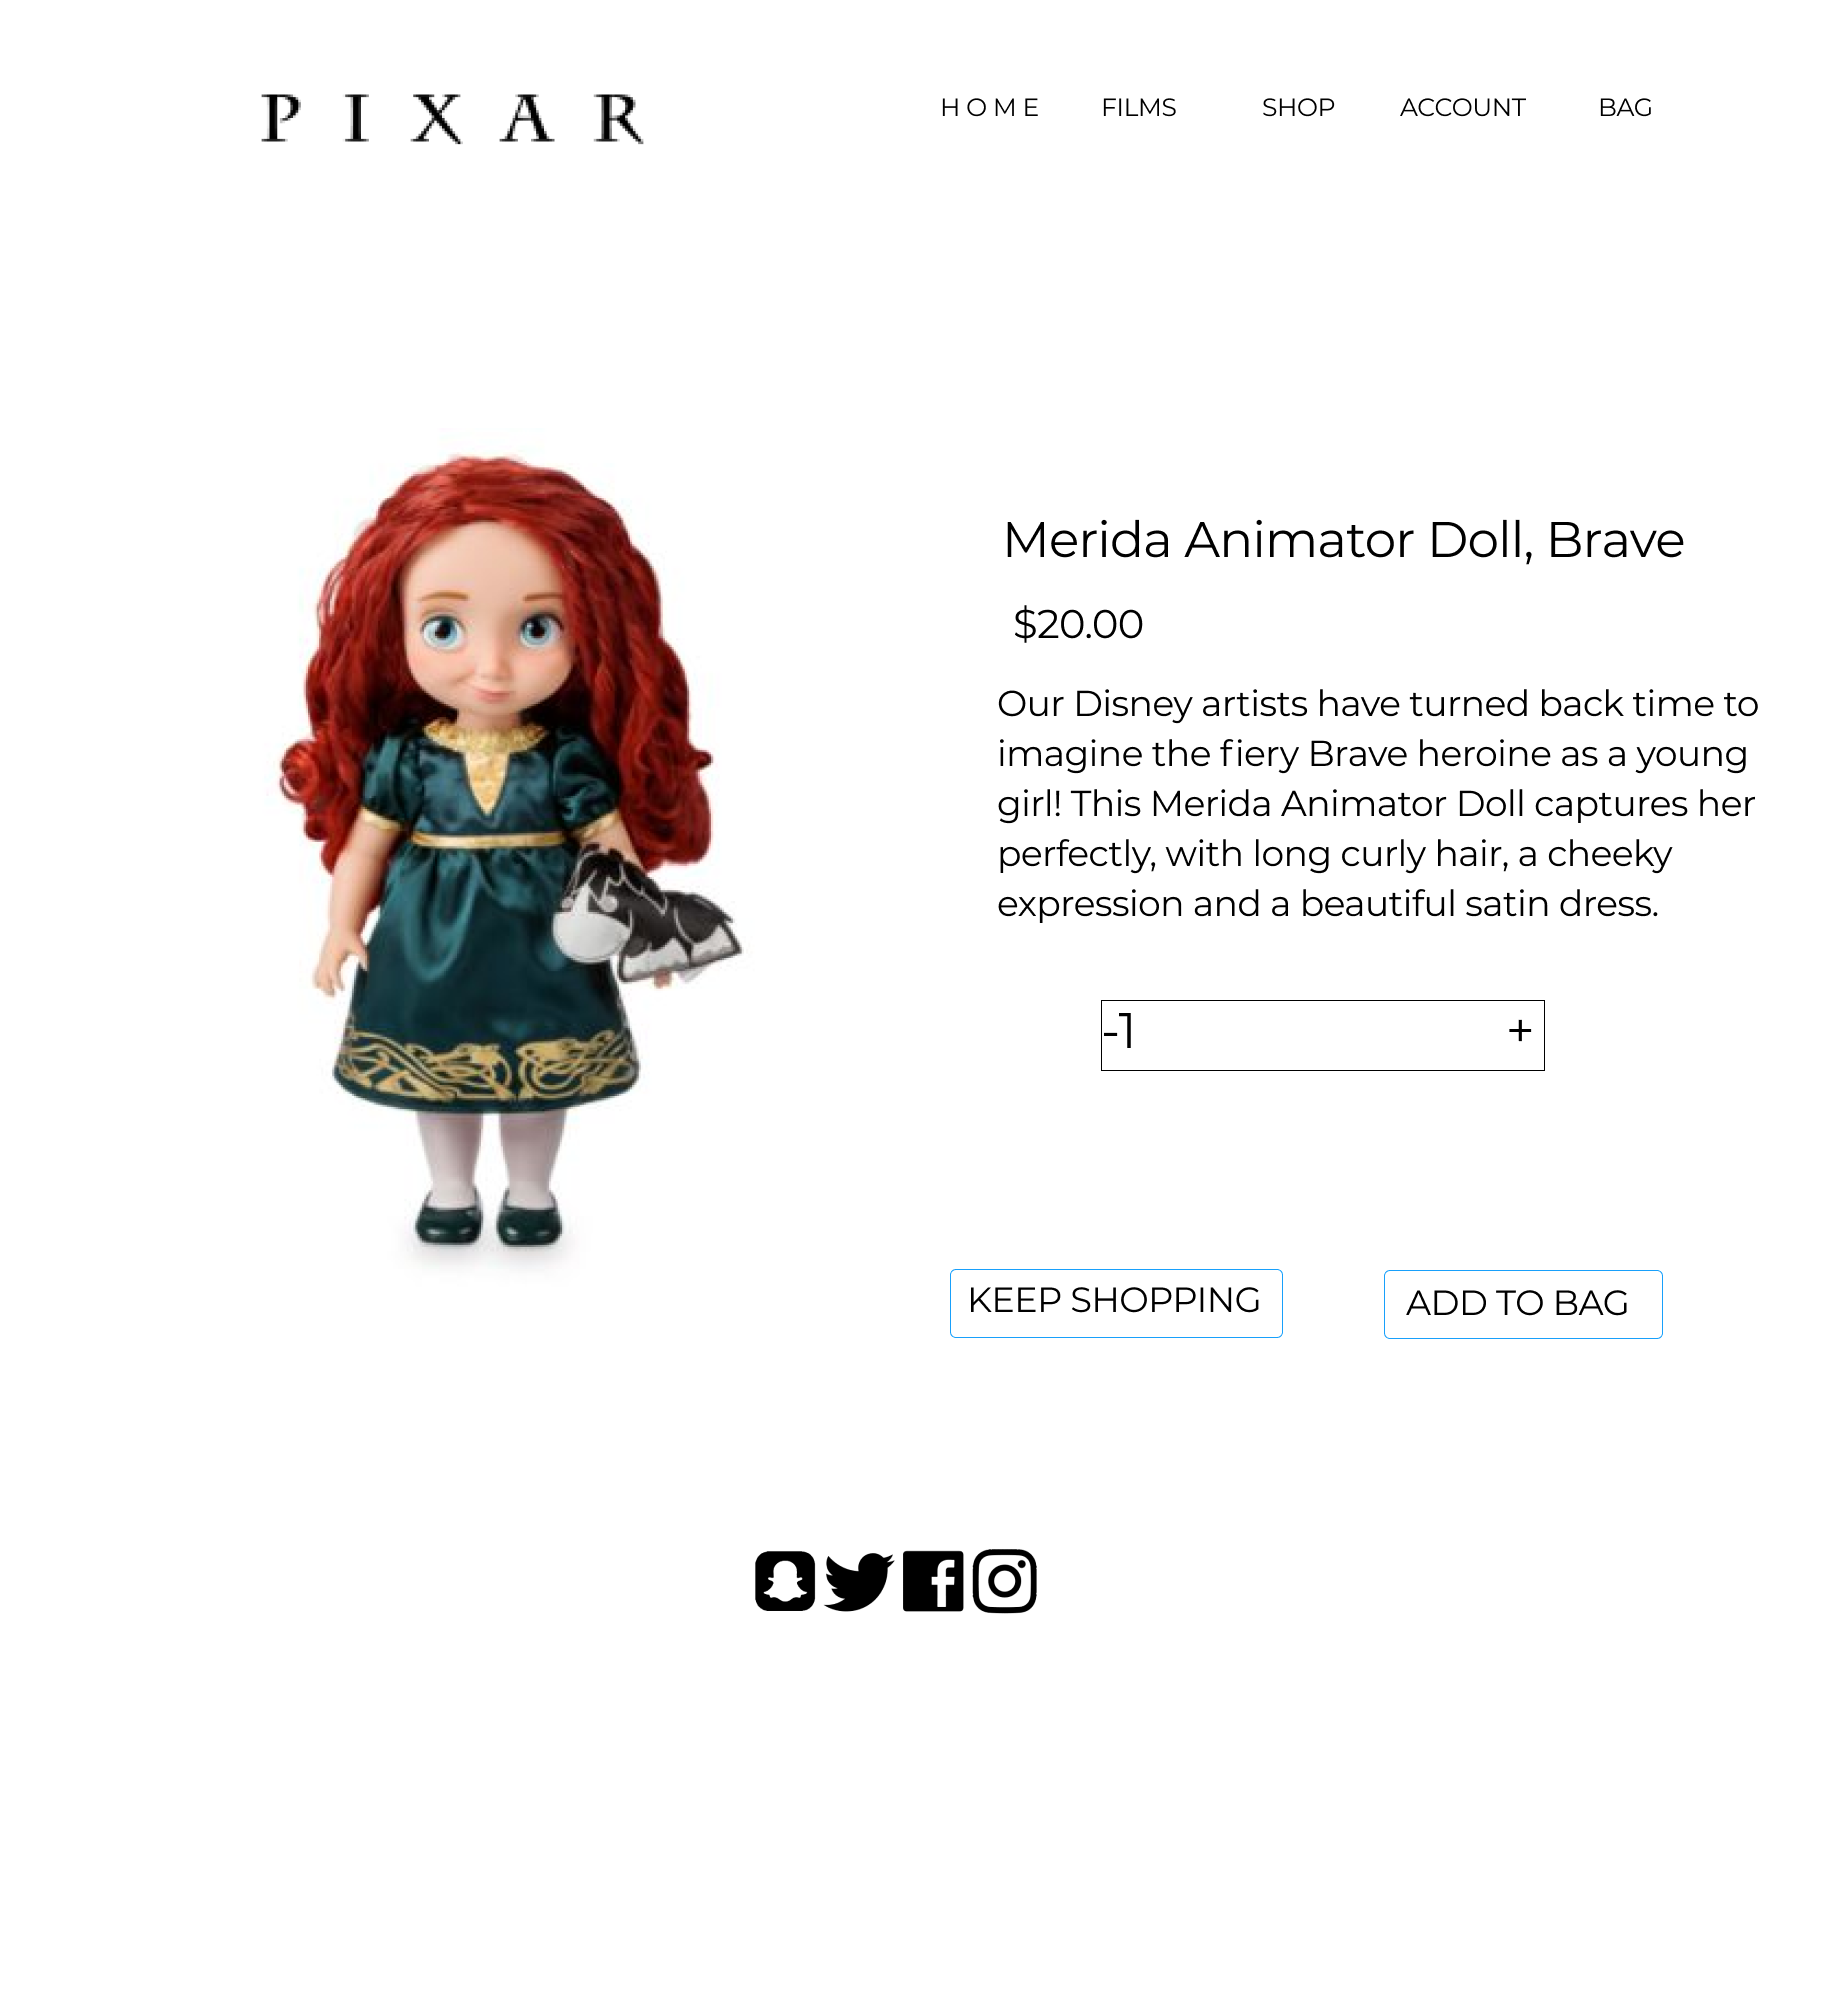 PIXAR
HOME FILMS SHOP ACCOUNT BAG
Merida Animator Doll, Brave
$20.00
Our Disney artists have turned back time to
imagine the fiery Brave heroine as a young
girl! This Merida Animator Doll captures her
perfectly, with long curly hair, a cheeky
expression and a beautiful satin dress.
-1 +
KEEP SHOPPING ADD TO BAG